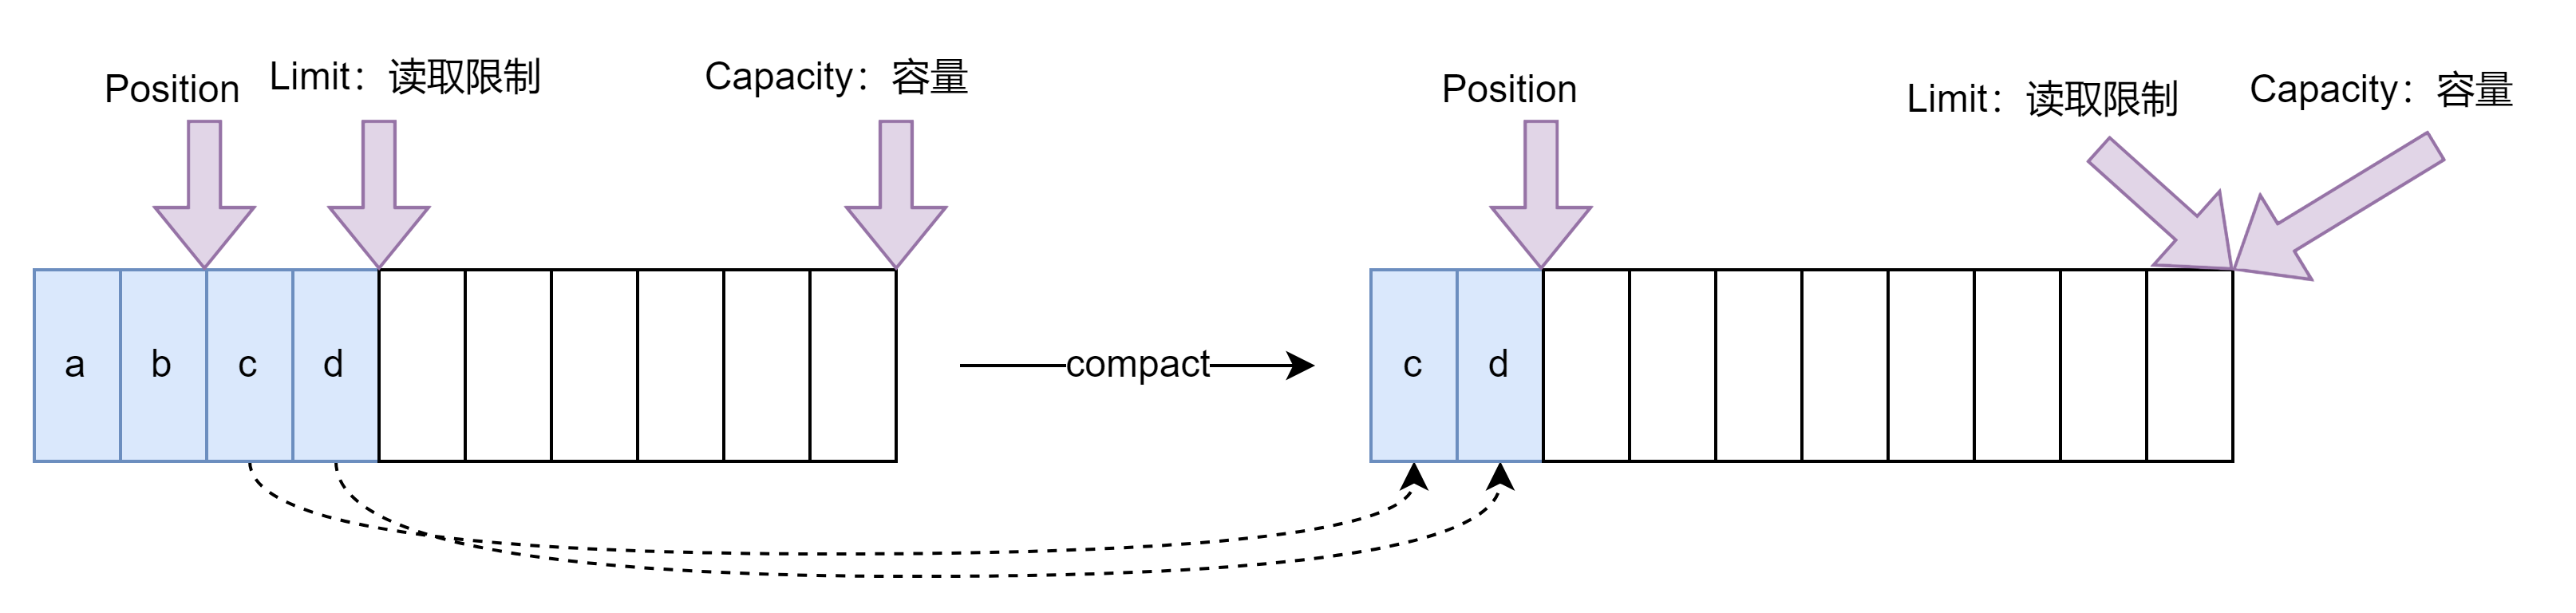 Position
Limit：读取限制
Capacity：容量
Position
Limit：读取限制
Capacity：容量
a
b
c
d
compact
c
d